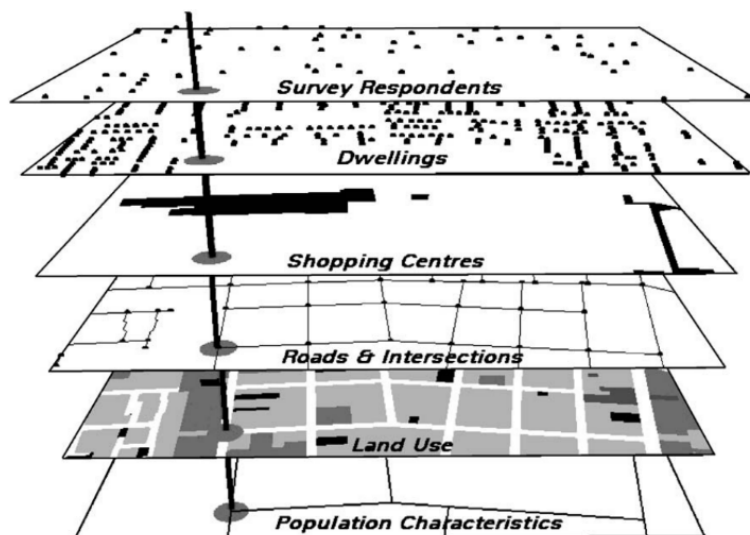 Survey Respondents
Dwellings
Shopping Centres
Roads & Intersections
Land Use
Population Characteristics